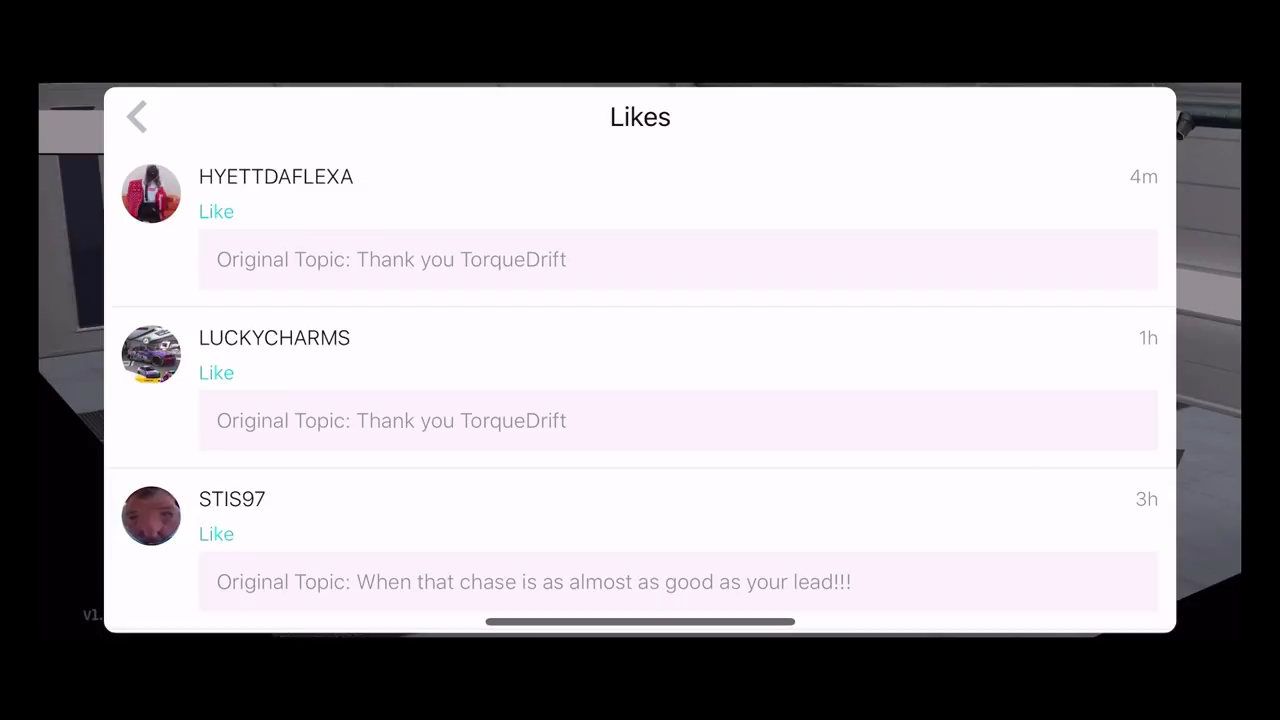 Likes
HYETTDAFLEXA
4m
Like
Original Topic: Thank you TorqueDrift
LUCKYCHARMS
1h
Like
Original Topic: Thank you TorqueDrift
STIS97
3h
Like
Original Topic: When that chase is as almost as good as your lead!!!
v1.